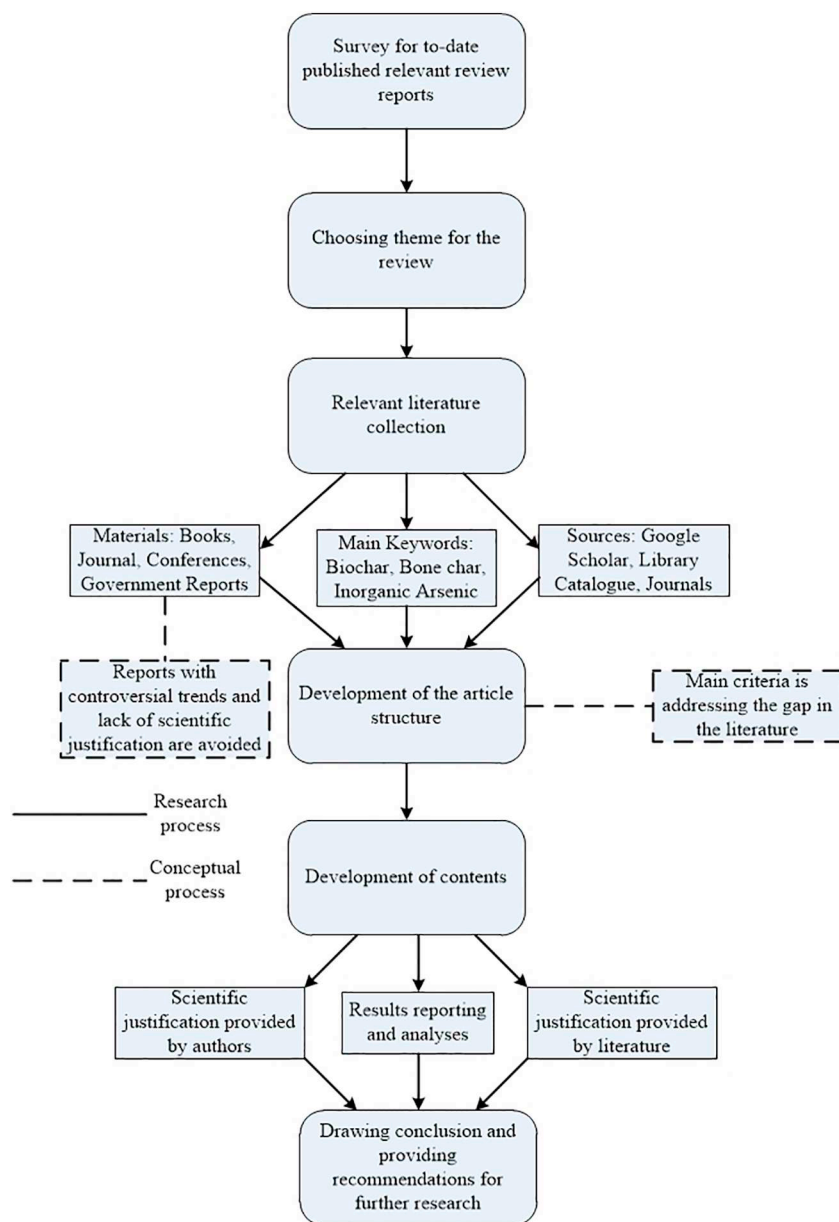 Survey for to-date
published relevant review
reports
Choosing theme for the
review
Relevant literature
collection
Materials: Books,
Journal, Conferences,
Government Reports
Main Keywords:
Biochar, Bone char,
Inorganic Arsenic
Sources: Google
Scholar, Library
Catalogue, Journals
Reports with
controversial trends and
lack of scientific
justification are avoided
Development of the article
structure
Main criteria is
addressing the gap in
the literature
Research
process
Conceptual
process
Development of contents
Scientific
justification provided
by authors
Results reporting
and analyses
Scientific
justification provided
by literature
Drawing conclusion and
providing
recommendations for
further research